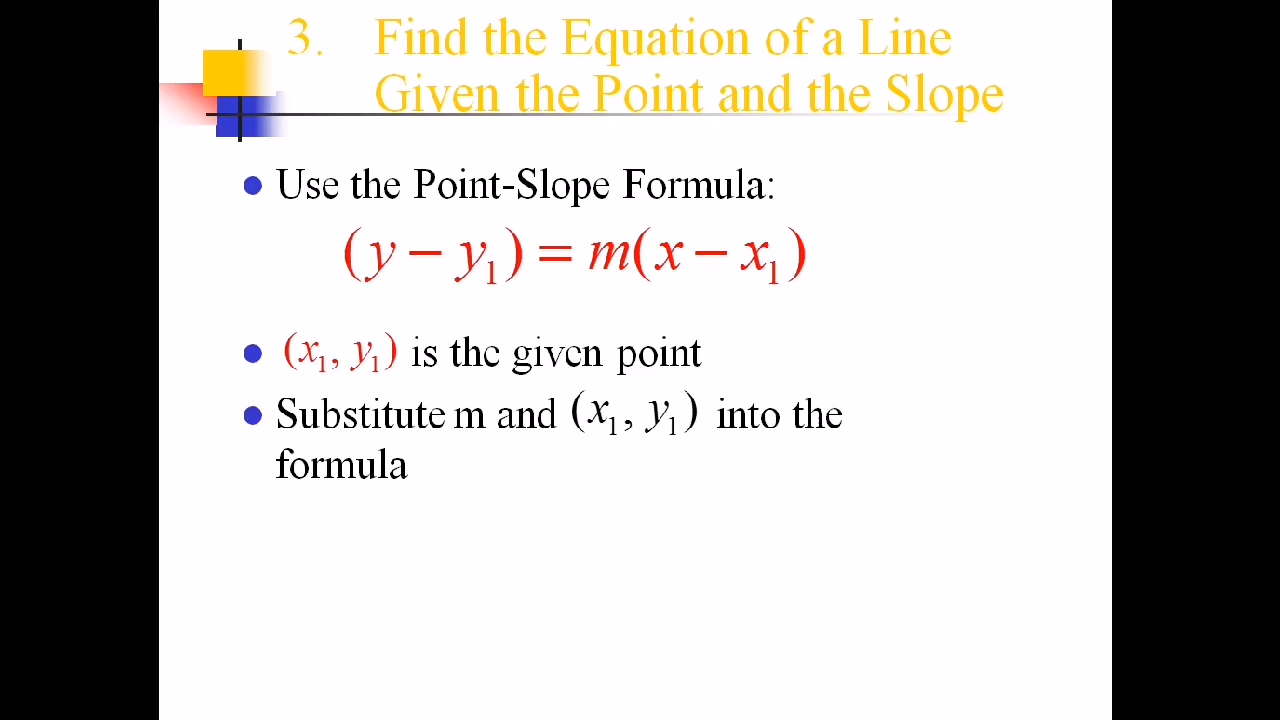 3. Find the Equation of a Line
Given the Point and the Slope
• Use the Point-Slope Formula:
(y − y₁) = m(x − x₁)
• (x₁, y₁) is the given point
• Substitute m and (x₁, y₁) into the
formula